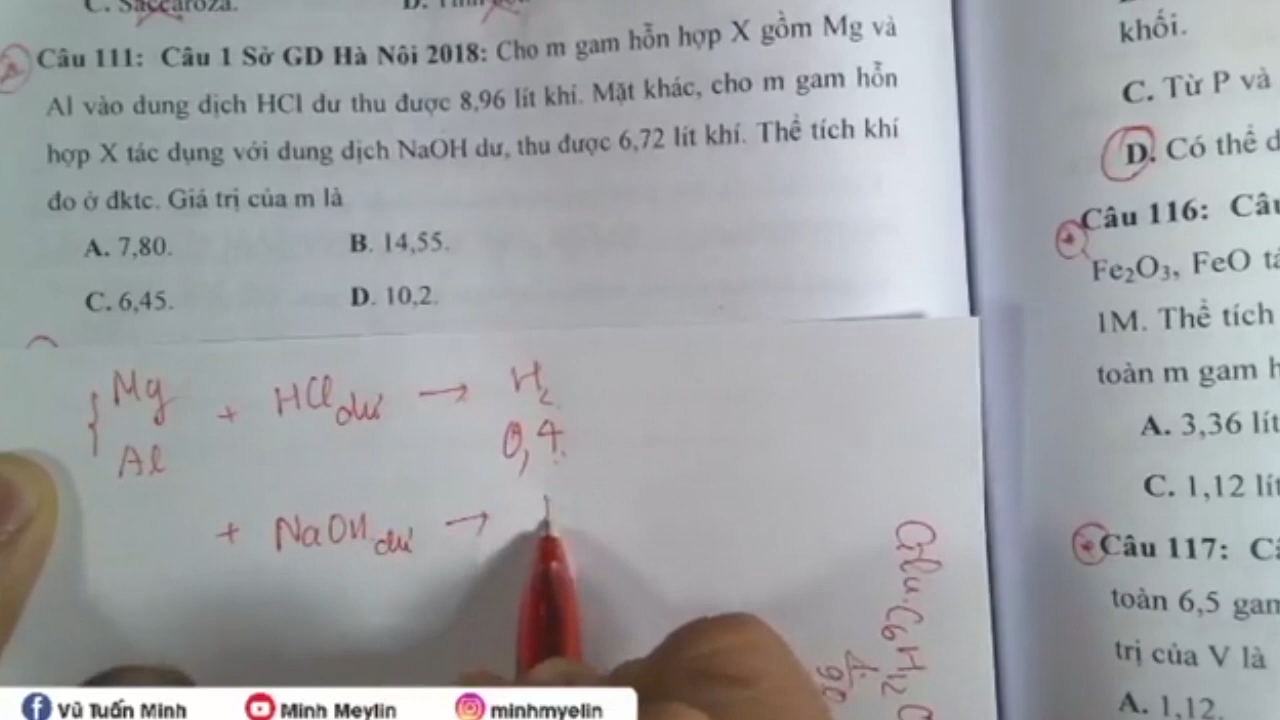 C. Saccaroza.
D.
Câu 111: Câu 1 Sở GD Hà Nôi 2018: Cho m gam hỗn hợp X gồm Mg và
Al vào dung dịch HCl dư thu được 8,96 lít khí. Mặt khác, cho m gam hỗn
hợp X tác dụng với dung dịch NaOH dư, thu được 6,72 lít khí. Thể tích khí
đo ở đktc. Giá trị của m là
A. 7,80.
B. 14,55.
C. 6,45.
D. 10,2.
Mg + HCl dư → H2
Al 0,4
+ NaOH dư →
Glu. C6H12
khối.
C. Từ P và
D. Có thể
Câu 116:
Fe2O3, FeO
1M. Thể tích
toàn m gam
A. 3,36 lít
C. 1,12
Câu 117:
toàn 6,5 gam
trị của V là
A. 1,12.
Vũ Tuấn Minh
Minh Meylin
minhmyelin